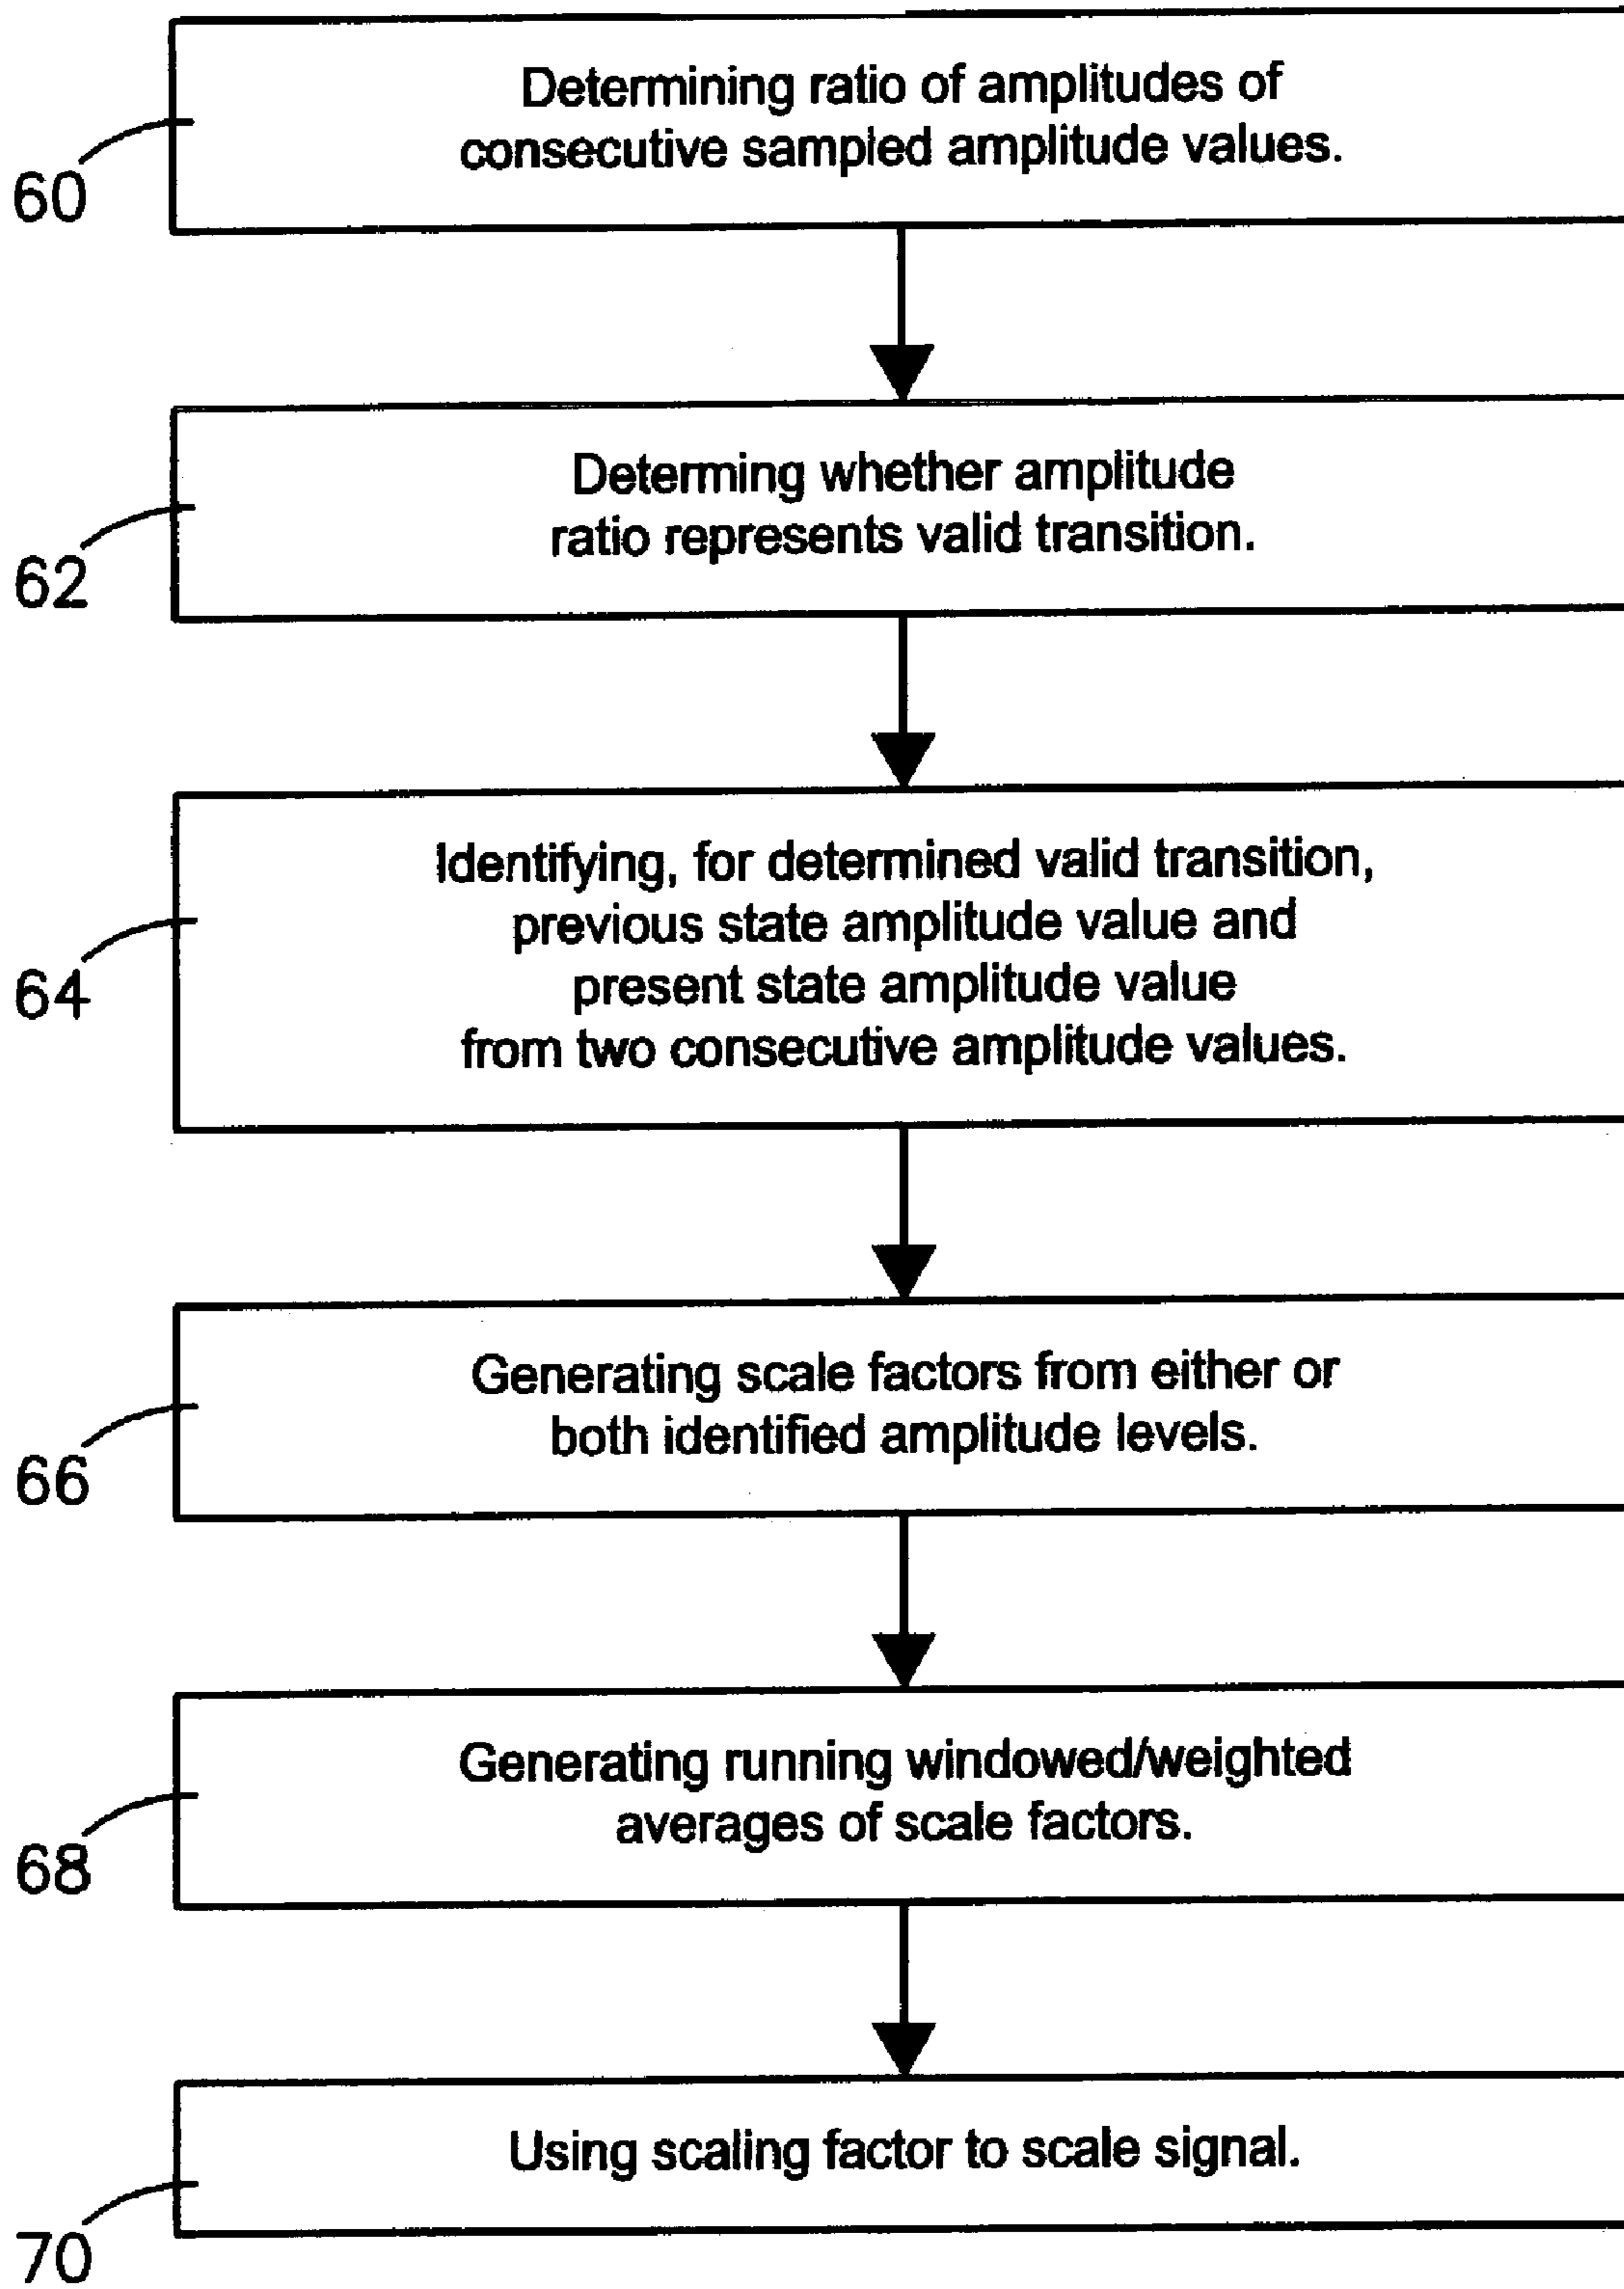 Determining ratio of amplitudes of
consecutive sampled amplitude values.
60
Determing whether amplitude
ratio represents valid transition.
62
Identifying, for determined valid transition,
previous state amplitude value and
present state amplitude value
from two consecutive amplitude values.
64
Generating scale factors from either or
both identified amplitude levels.
66
Generating running windowed/weighted
averages of scale factors.
68
Using scaling factor to scale signal.
70